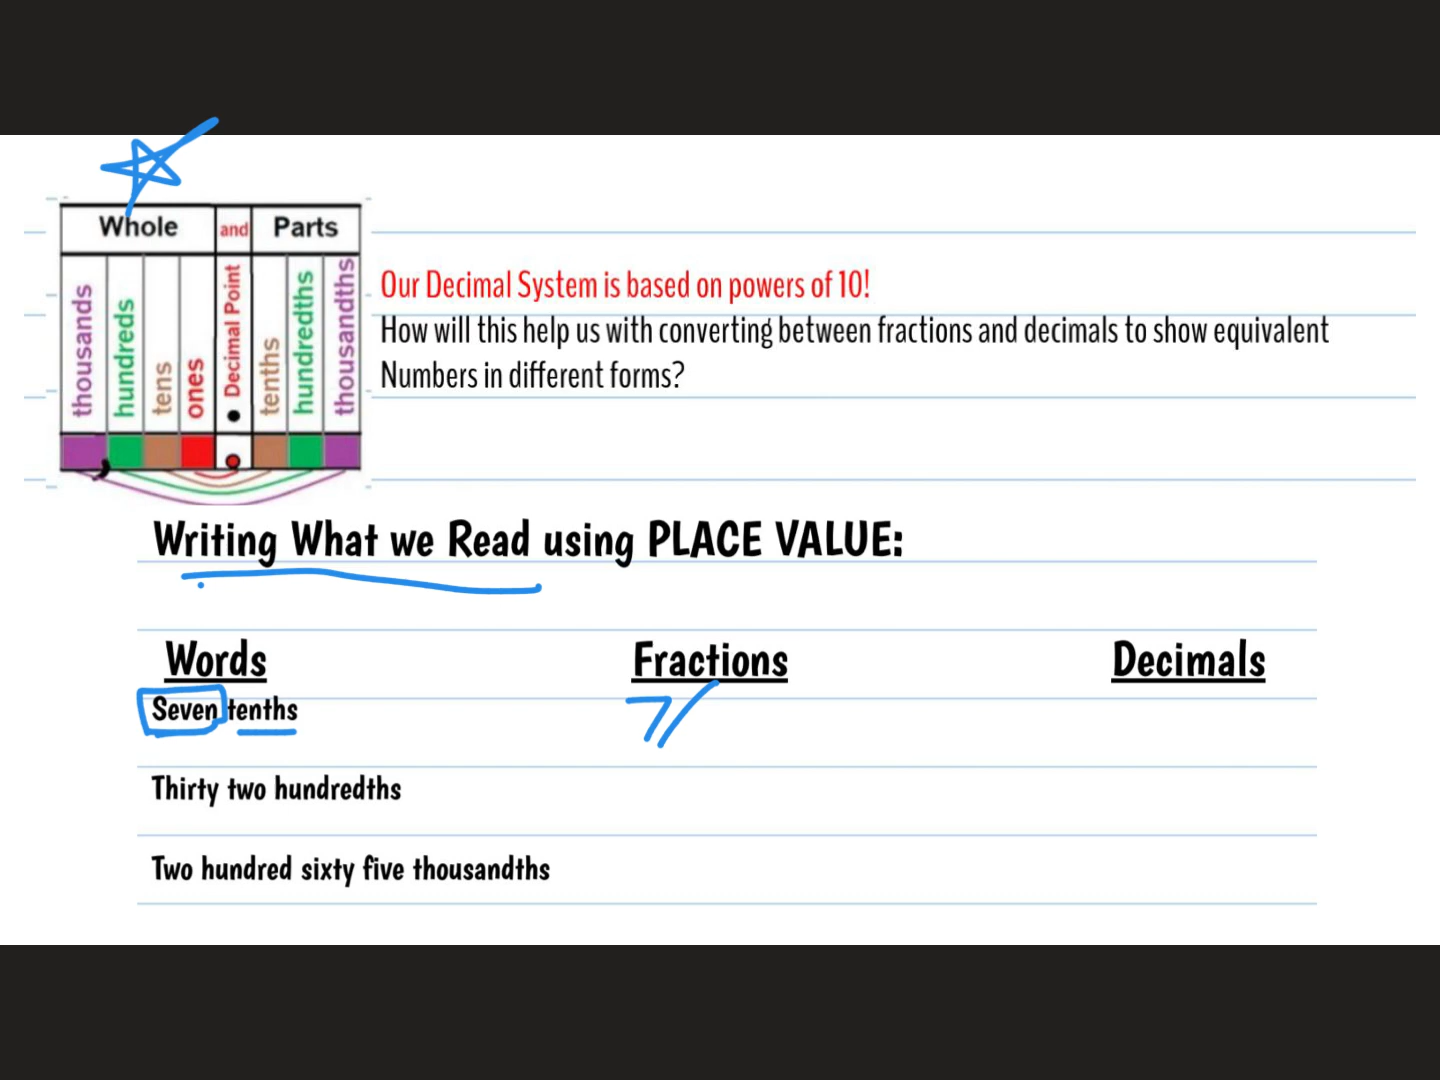 Whole and Parts
thousands hundreds tens ones Decimal Point tenths hundredths thousandths
Our Decimal System is based on powers of 10!
How will this help us with converting between fractions and decimals to show equivalent
Numbers in different forms?
Writing What we Read using PLACE VALUE:
Words Fractions Decimals
Seven tenths 7/
Thirty two hundredths
Two hundred sixty five thousandths